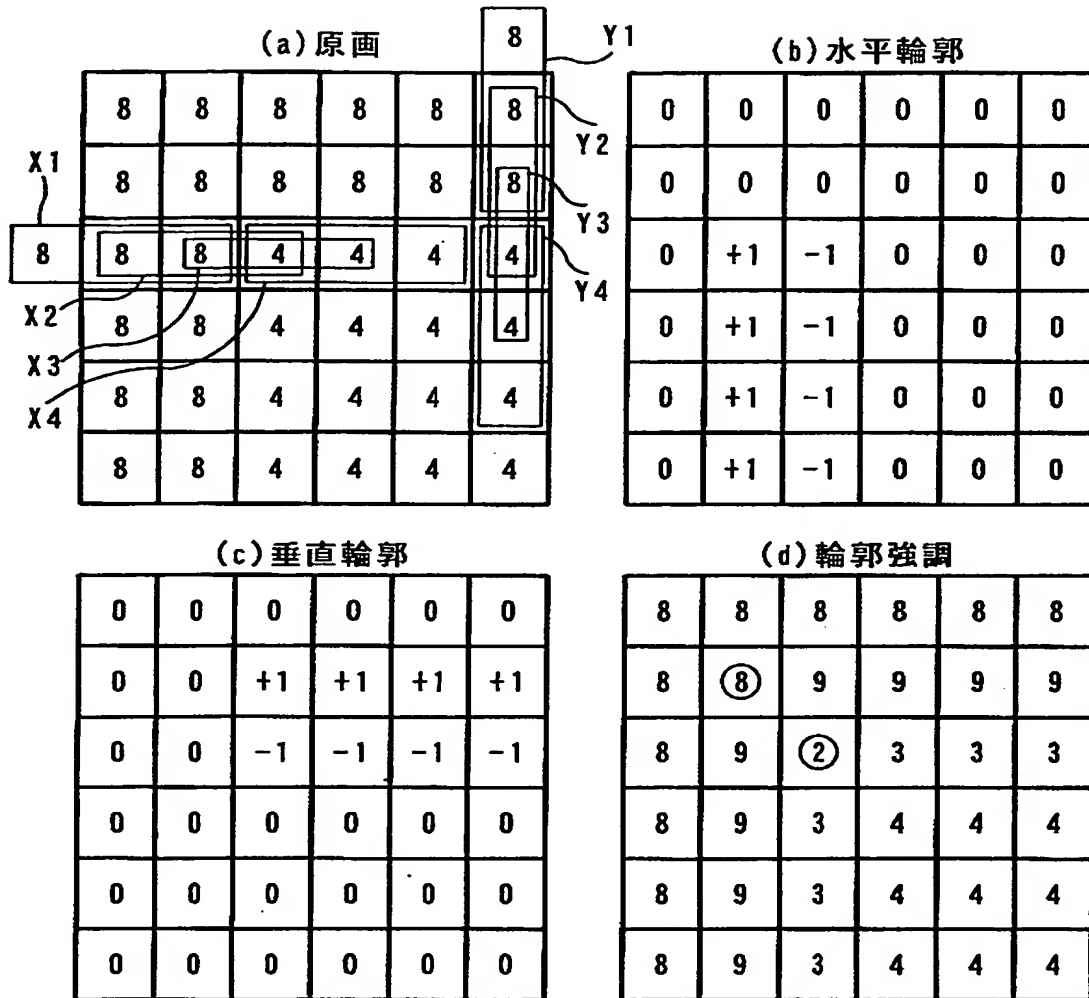 (a)原画
8 Y1
8 8 8 8 8 8 Y2
X1 8 8 8 8 8 8 Y3
8 8 8 4 4 4 4 Y4
X2 8 8 4 4 4 4
X3
8 8 4 4 4 4
X4
8 8 4 4 4 4
(b)水平輪郭
0 0 0 0 0 0
0 0 0 0 0 0
0 +1 -1 0 0 0
0 +1 -1 0 0 0
0 +1 -1 0 0 0
0 +1 -1 0 0 0
(c)垂直輪郭
0 0 0 0 0 0
0 0 +1 +1 +1 +1
0 0 -1 -1 -1 -1
0 0 0 0 0 0
0 0 0 0 0 0
0 0 0 0 0 0
(d)輪郭強調
8 8 8 8 8 8
8 8 9 9 9 9
8 9 2 3 3 3
8 9 3 4 4 4
8 9 3 4 4 4
8 9 3 4 4 4